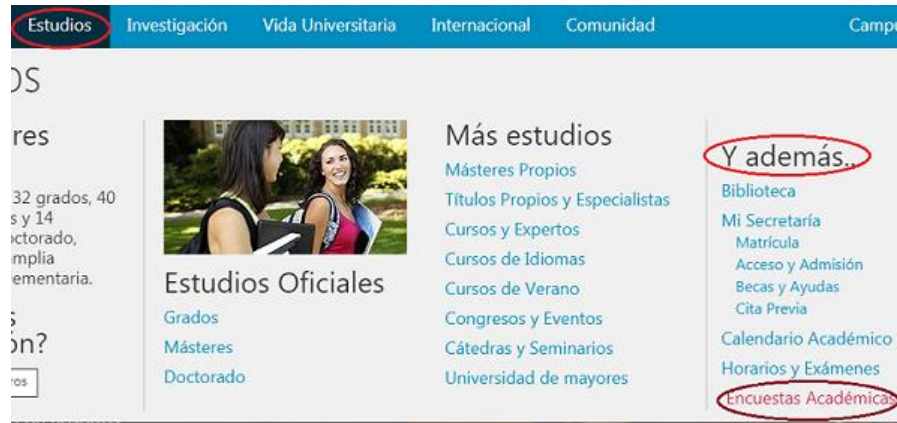 Estudios Investigación Vida Universitaria Internacional Comunidad
OS
res
32 grados, 40
s y 14
octorado,
amplia
ementaria.
s
ón?
ros
Estudios Oficiales
Grados
Másteres
Doctorado
Más estudios
Másteres Propios
Títulos Propios y Especialistas
Cursos y Expertos
Cursos de Idiomas
Cursos de Verano
Congresos y Eventos
Cátedras y Seminarios
Universidad de mayores
Y además..
Biblioteca
Mi Secretaría
Matrícula
Acceso y Admisión
Becas y Ayudas
Cita Previa
Calendario Académico
Horarios y Exámenes
Encuestas Académicas